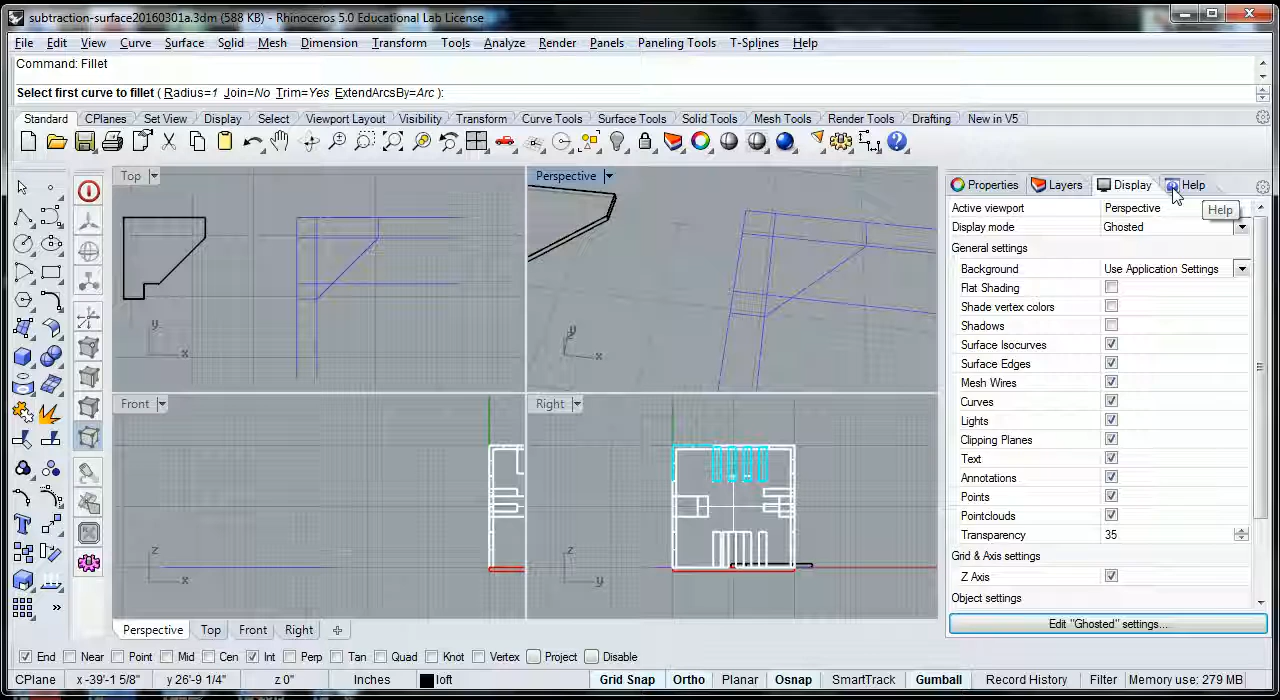 subtraction-surface20160301a.3dm (588 KB) - Rhinoceros 5.0 Educational Lab License
File Edit View Curve Surface Solid Mesh Dimension Transform Tools Analyze Render Panels Paneling Tools T-Splines Help
Command: Fillet
Select first curve to fillet ( Radius=1 Join=No Trim=Yes ExtendArcsBy=Arc ):
Standard CPlanes Set View Display Select Viewport Layout Visibility Transform Curve Tools Surface Tools Solid Tools Mesh Tools Render Tools Drafting New in V5
Top Perspective
y x
y x
Front Right
z x
z y
Perspective Top Front Right
Properties Layers Display Help
Help
Active viewport Perspective
Display mode Ghosted
General settings
Background Use Application Settings
Flat Shading
Shade vertex colors
Shadows
Surface Isocurves
Surface Edges
Mesh Wires
Curves
Lights
Clipping Planes
Text
Annotations
Points
Pointclouds
Transparency 35
Grid & Axis settings
Z Axis
Object settings
Edit "Ghosted" settings...
End Near Point Mid Cen Int Perp Tan Quad Knot Vertex Project Disable
CPlane x -39'-1 5/8" y 26'-9 1/4" z 0" Inches loft Grid Snap Ortho Planar Osnap SmartTrack Gumball Record History Filter Memory use: 279 MB